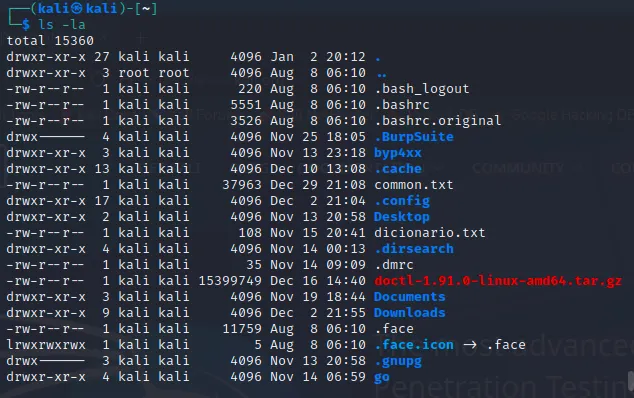 ┌──(kali㉿kali)-[~]
└─$ ls -la
total 15360
drwxr-xr-x 27 kali kali     4096 Jan  2 20:12 .
drwxr-xr-x  3 root root     4096 Aug  8 06:10 ..
-rw-r--r--  1 kali kali      220 Aug  8 06:10 .bash_logout
-rw-r--r--  1 kali kali     5551 Aug  8 06:10 .bashrc
-rw-r--r--  1 kali kali     3526 Aug  8 06:10 .bashrc.original
drwx------  4 kali kali     4096 Nov 25 18:05 .BurpSuite
drwxr-xr-x  3 kali kali     4096 Nov 13 23:18 byp4xx
drwxr-xr-x 13 kali kali     4096 Dec 10 13:08 .cache
-rw-r--r--  1 kali kali    37963 Dec 29 21:08 common.txt
drwxr-xr-x 17 kali kali     4096 Dec  2 21:04 .config
drwxr-xr-x  2 kali kali     4096 Nov 13 20:58 Desktop
-rw-r--r--  1 kali kali      108 Nov 15 20:41 dicionario.txt
drwxr-xr-x  4 kali kali     4096 Nov 14 00:13 .dirsearch
-rw-r--r--  1 kali kali       35 Nov 14 09:09 .dmrc
-rw-r--r--  1 kali kali 15399749 Dec 16 14:40 doctl-1.91.0-linux-amd64.tar.gz
drwxr-xr-x  3 kali kali     4096 Nov 19 18:44 Documents
drwxr-xr-x  9 kali kali     4096 Dec  2 21:55 Downloads
-rw-r--r--  1 kali kali    11759 Aug  8 06:10 .face
lrwxrwxrwx  1 kali kali        5 Aug  8 06:10 .face.icon -> .face
drwx------  3 kali kali     4096 Nov 13 20:58 .gnupg
drwxr-xr-x  4 kali kali     4096 Nov 14 06:59 go
COMMUNITY
most advanced
Penetration Testin